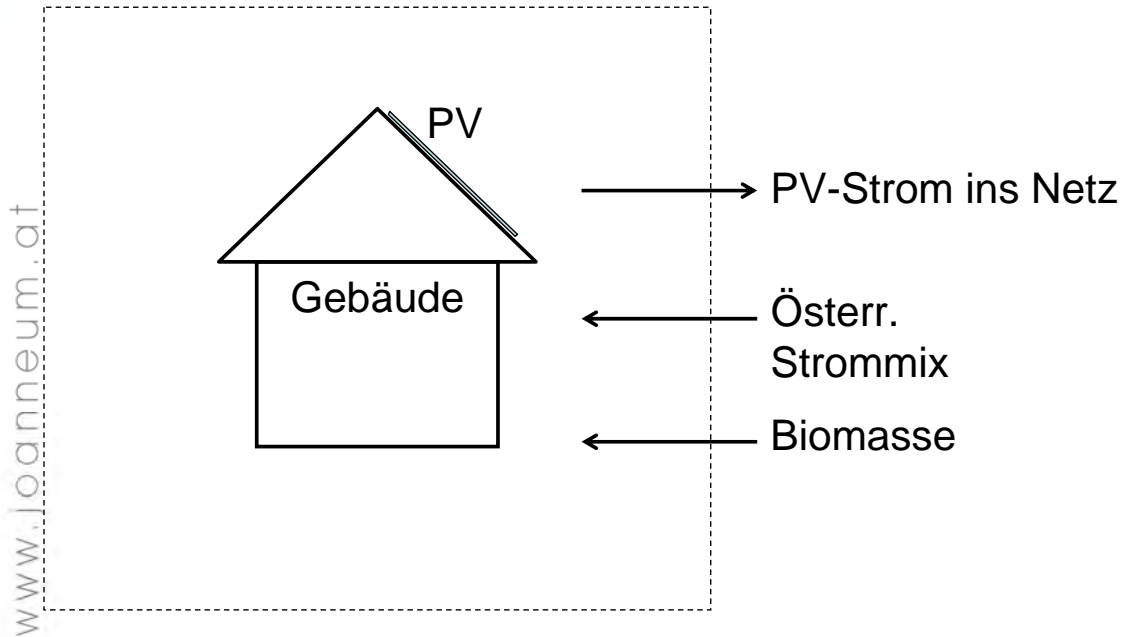 PV
PV-Strom ins Netz
Gebäude
Österr.
Strommix
Biomasse
www.joanneum.at